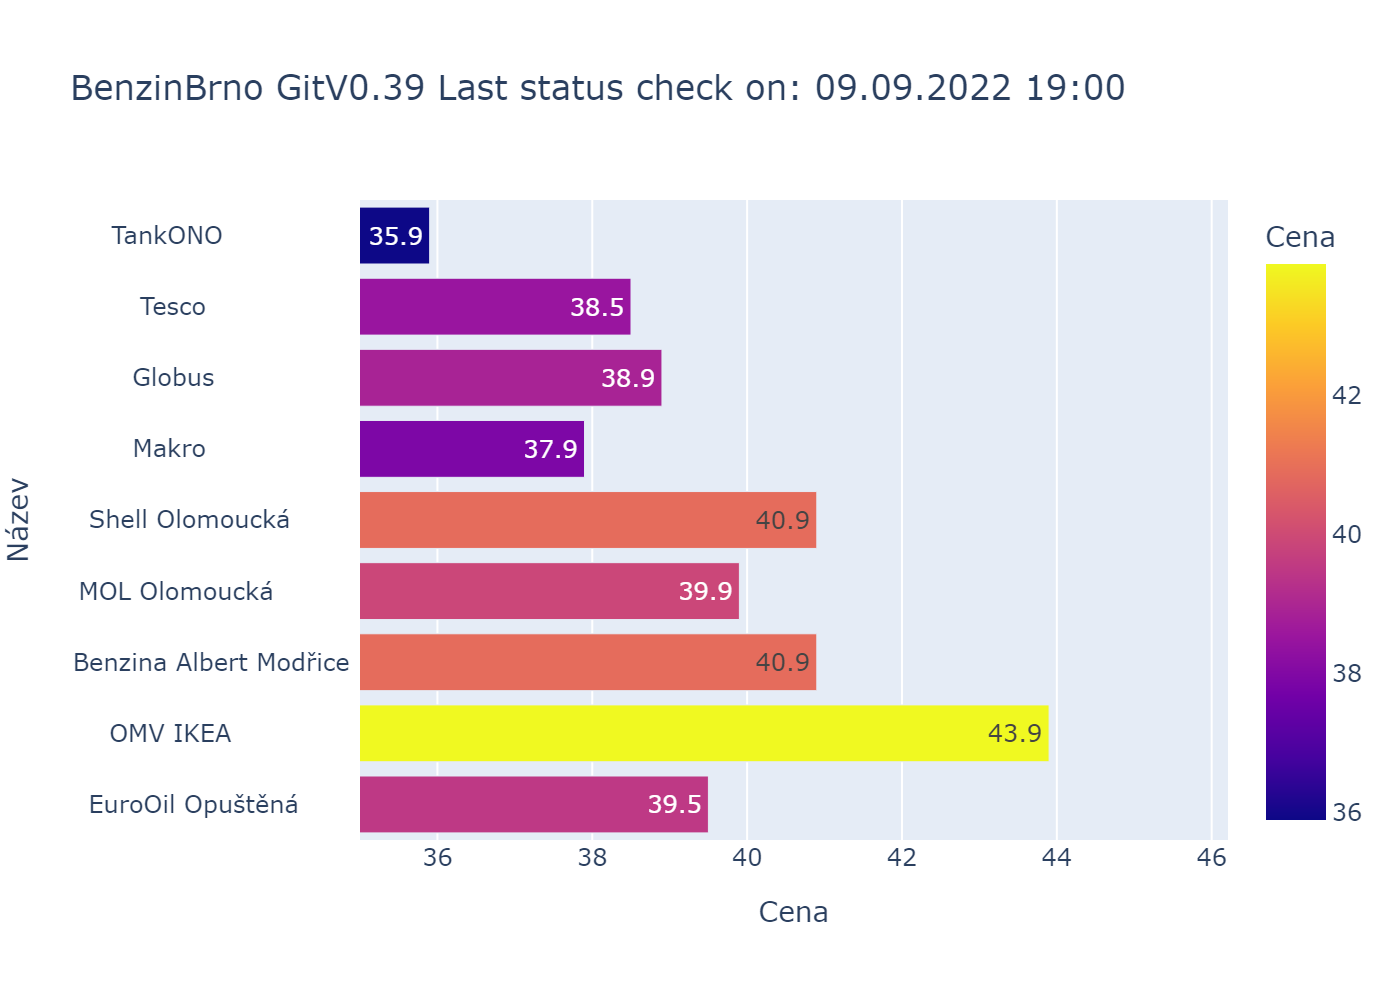 BenzinBrno GitV0.39 Last status check on: 09.09.2022 19:00
Cena
Název
TankONO 35.9
Tesco 38.5
Globus 38.9
Makro 37.9
Shell Olomoucká 40.9
MOL Olomoucká 39.9
Benzina Albert Modřice 40.9
OMV IKEA 43.9
EuroOil Opuštěná 39.5
42
40
38
36
36 38 40 42 44 46
Cena